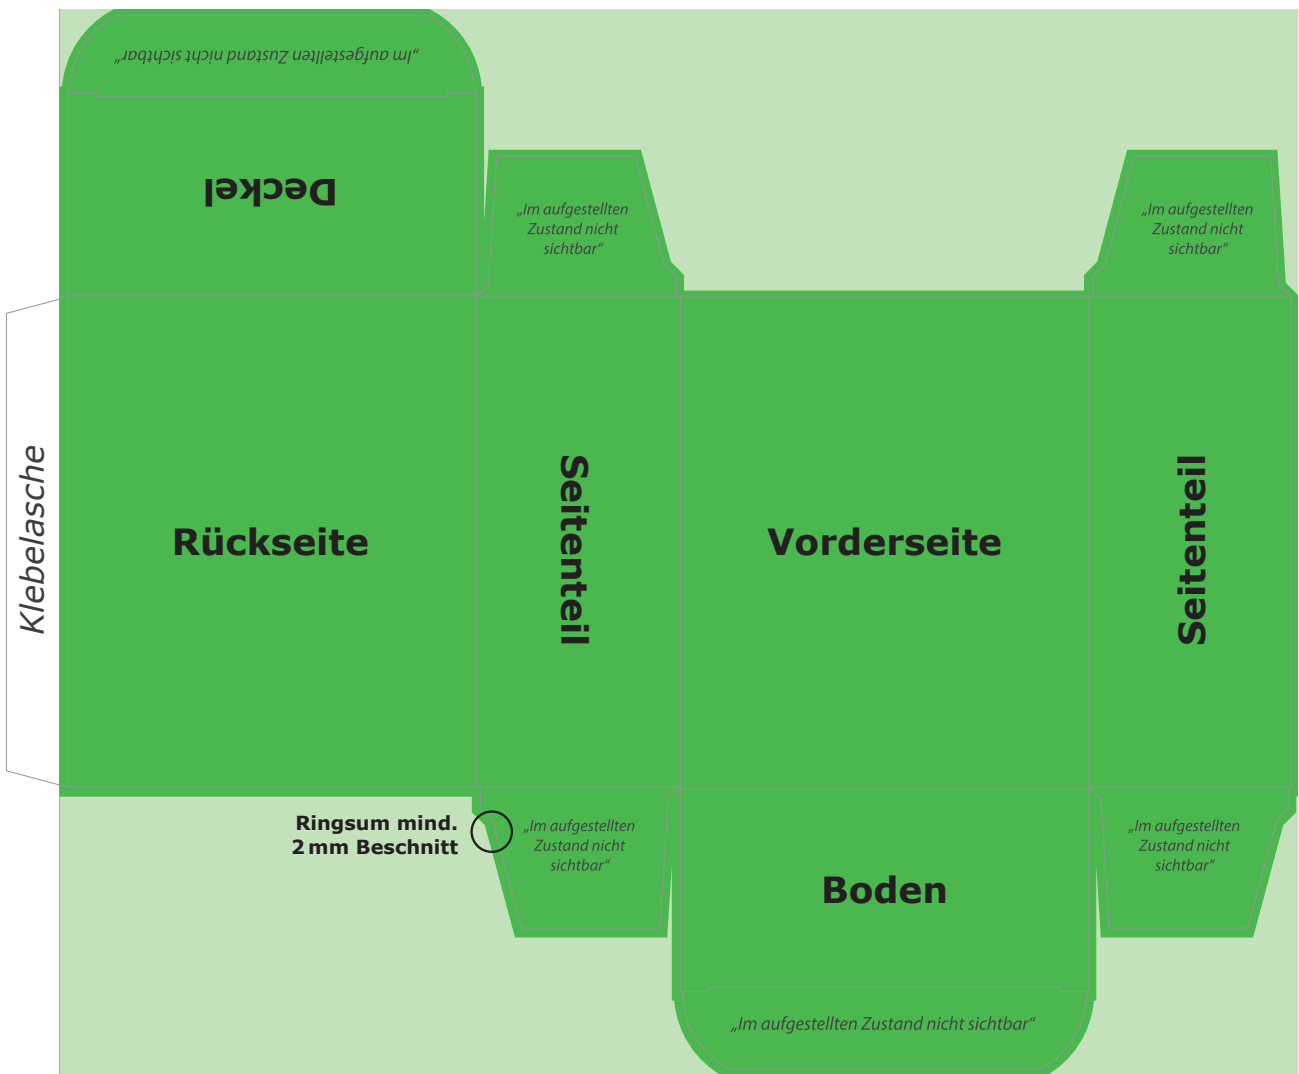 „Im aufgestellten Zustand nicht sichtbar“
Deckel
„Im aufgestellten
Zustand nicht
sichtbar“
„Im aufgestellten
Zustand nicht
sichtbar“
Klebelasche
Rückseite
Seitenteil
Vorderseite
Seitenteil
Ringsum mind.
2 mm Beschnitt
„Im aufgestellten
Zustand nicht
sichtbar“
„Im aufgestellten
Zustand nicht
sichtbar“
Boden
„Im aufgestellten Zustand nicht sichtbar“